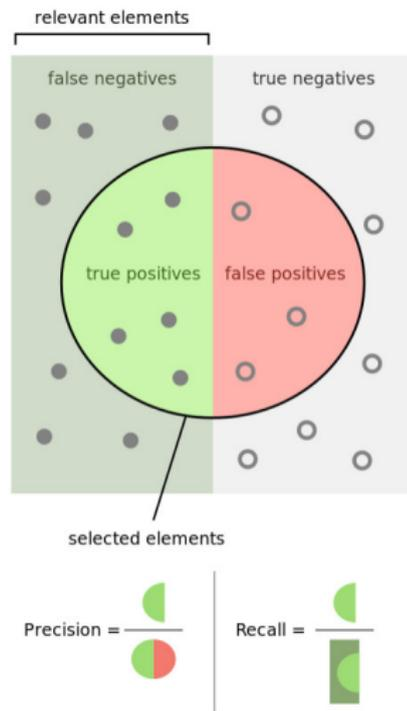 relevant elements
false negatives
true negatives
true positives
false positives
selected elements
Precision =
Recall =